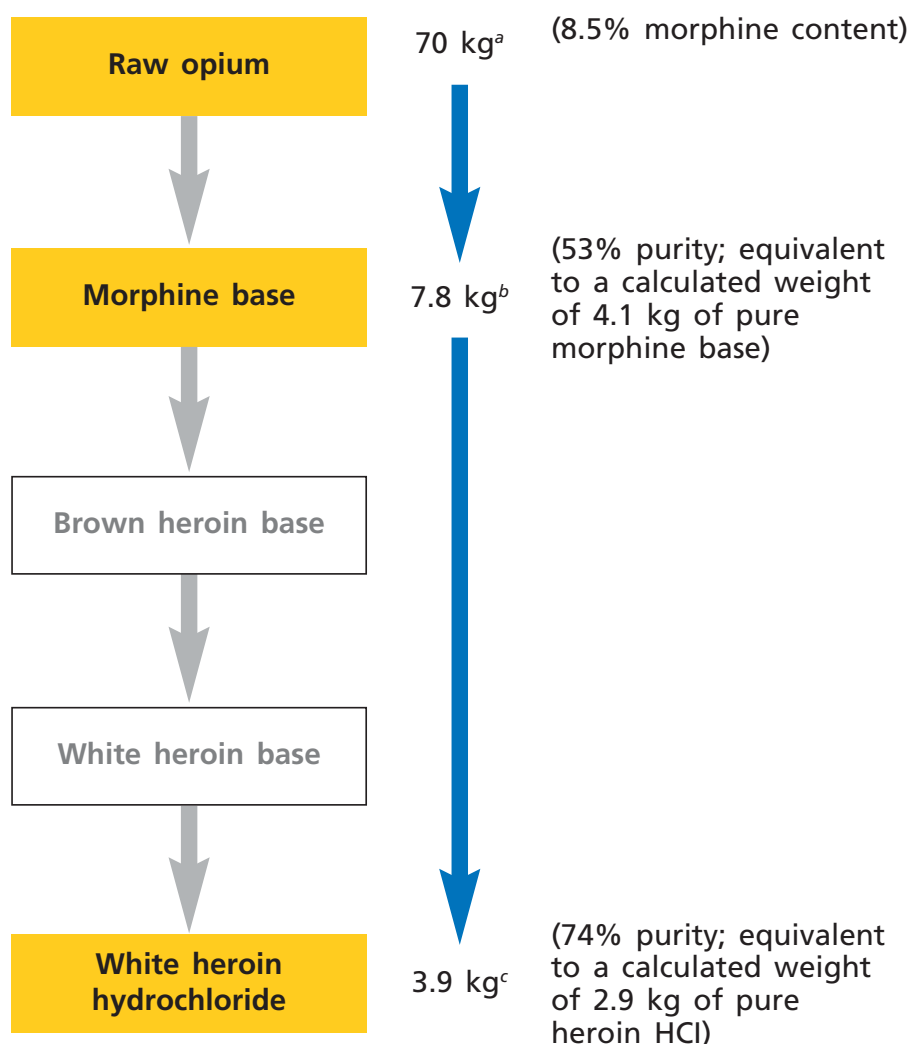 Raw opium
70 kgᵃ
(8.5% morphine content)
Morphine base
7.8 kgᵇ
(53% purity; equivalent
to a calculated weight
of 4.1 kg of pure
morphine base)
Brown heroin base
White heroin base
White heroin
hydrochloride
3.9 kgᶜ
(74% purity; equivalent
to a calculated weight
of 2.9 kg of pure
heroin HCl)